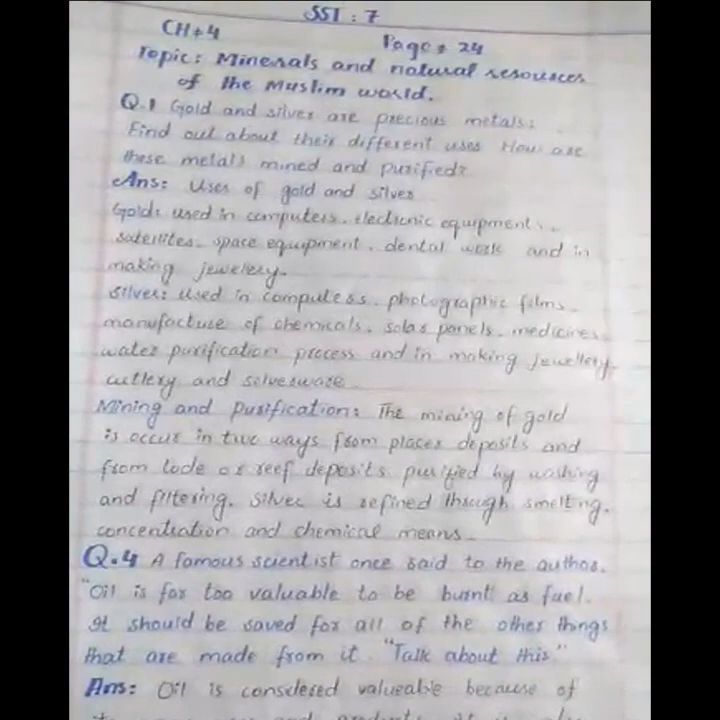 SST : 7
CH # 4 Page # 24
Topic: Minerals and natural resources
of the Muslim world.
Q.1 Gold and silver are precious metals:
Find out about their different uses How are
these metals mined and purified?
Ans: Uses of gold and silver
Gold: used in computers, electronic equipment,
satellites, space equipment, dental work and in
making jewellery.
Silver: used in computers, photographic films,
manufacture of chemicals, solar panels, medicines
water purification process and in making jewellery,
cutlery and silverware
Mining and Purification: The mining of gold
is occur in two ways from placer deposits and
from lode or reef deposits purified by washing
and filtering. Silver is refined through smelting,
concentration and chemical means.
Q.4 A famous scientist once said to the author.
"Oil is far too valuable to be burnt as fuel.
It should be saved for all of the other things
that are made from it. "Talk about this."
Ans: Oil is considered valueable because of